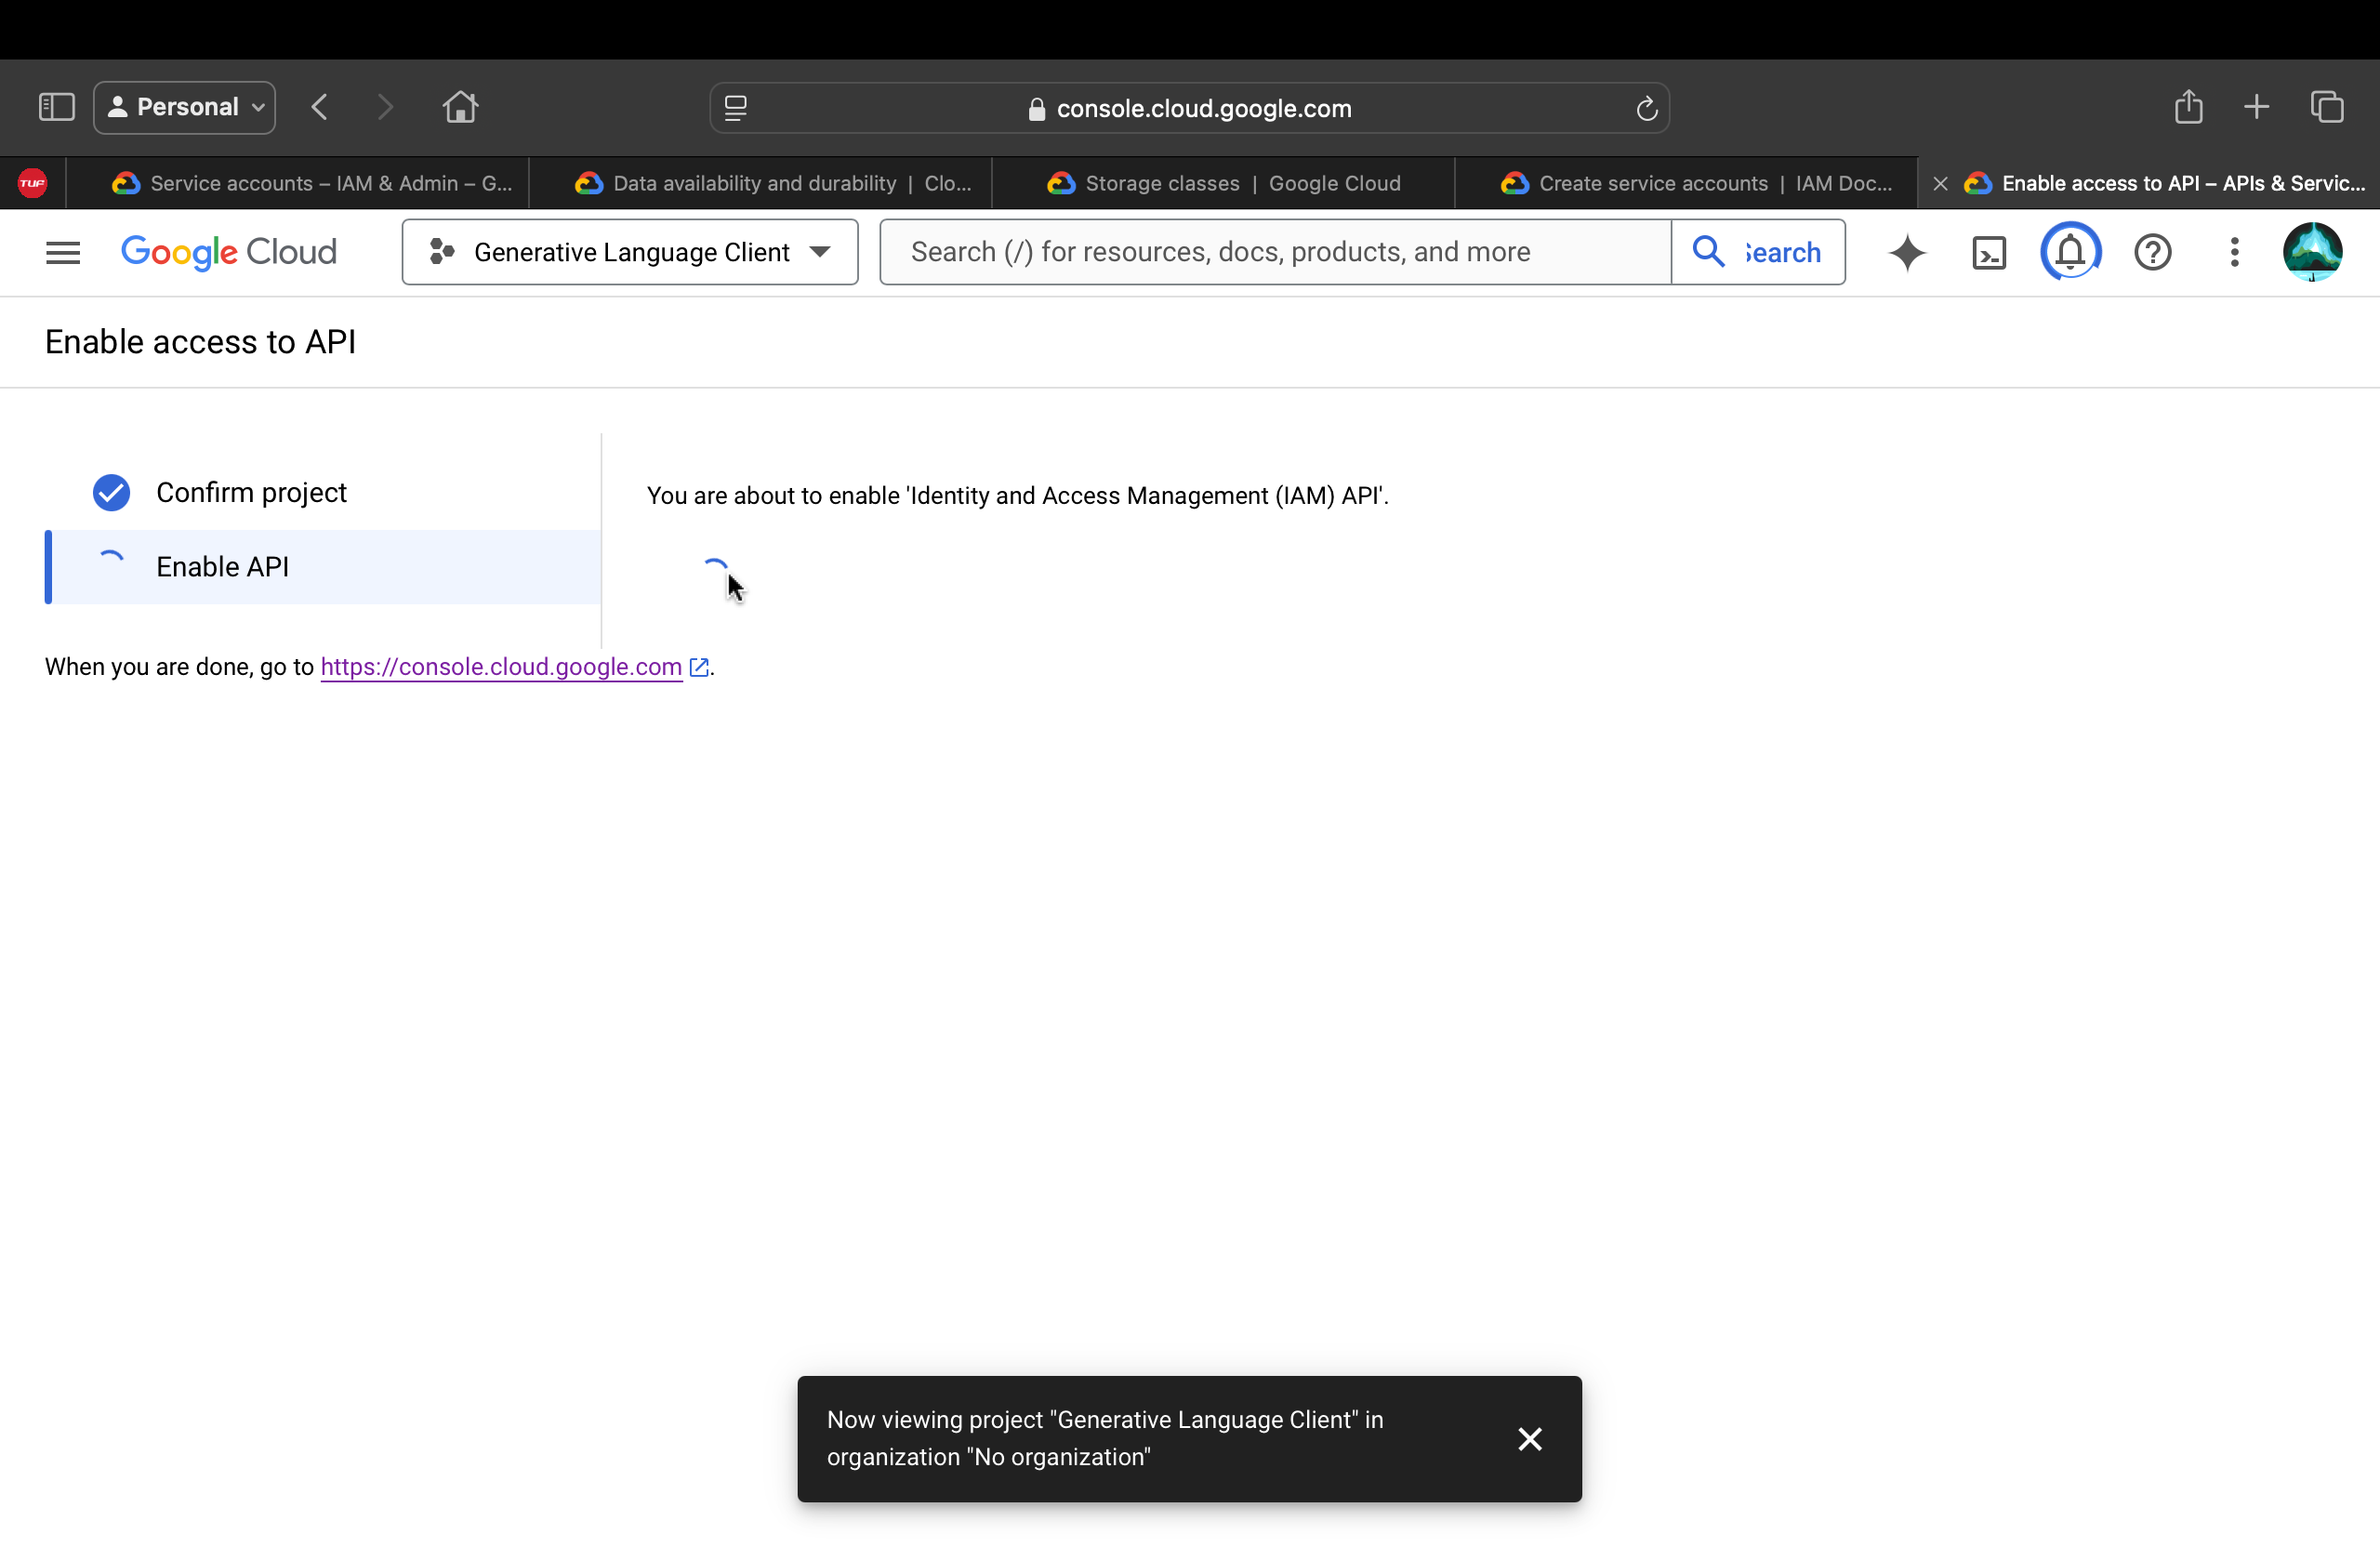 Personal
console.cloud.google.com
TUF
Service accounts – IAM & Admin – G...
Data availability and durability | Clo...
Storage classes | Google Cloud
Create service accounts | IAM Doc...
Enable access to API – APIs & Servic...
Google Cloud
Generative Language Client
Search (/) for resources, docs, products, and more
Search
Enable access to API
Confirm project
Enable API
You are about to enable 'Identity and Access Management (IAM) API'.
When you are done, go to https://console.cloud.google.com.
Now viewing project "Generative Language Client" in
organization "No organization"